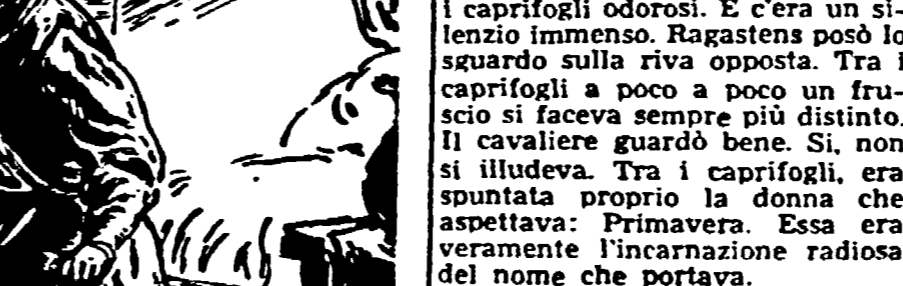 i caprifogli odorosi. E c'era un si-
lenzio immenso. Ragastens posò lo
sguardo sulla riva opposta. Tra i
caprifogli a poco a poco un fru-
scio si faceva sempre più distinto.
Il cavaliere guardò bene. Si, non
si illudeva. Tra i caprifogli, era
spuntata proprio la donna che
aspettava: Primavera. Essa era
veramente l'incarnazione radiosa
del nome che portava.